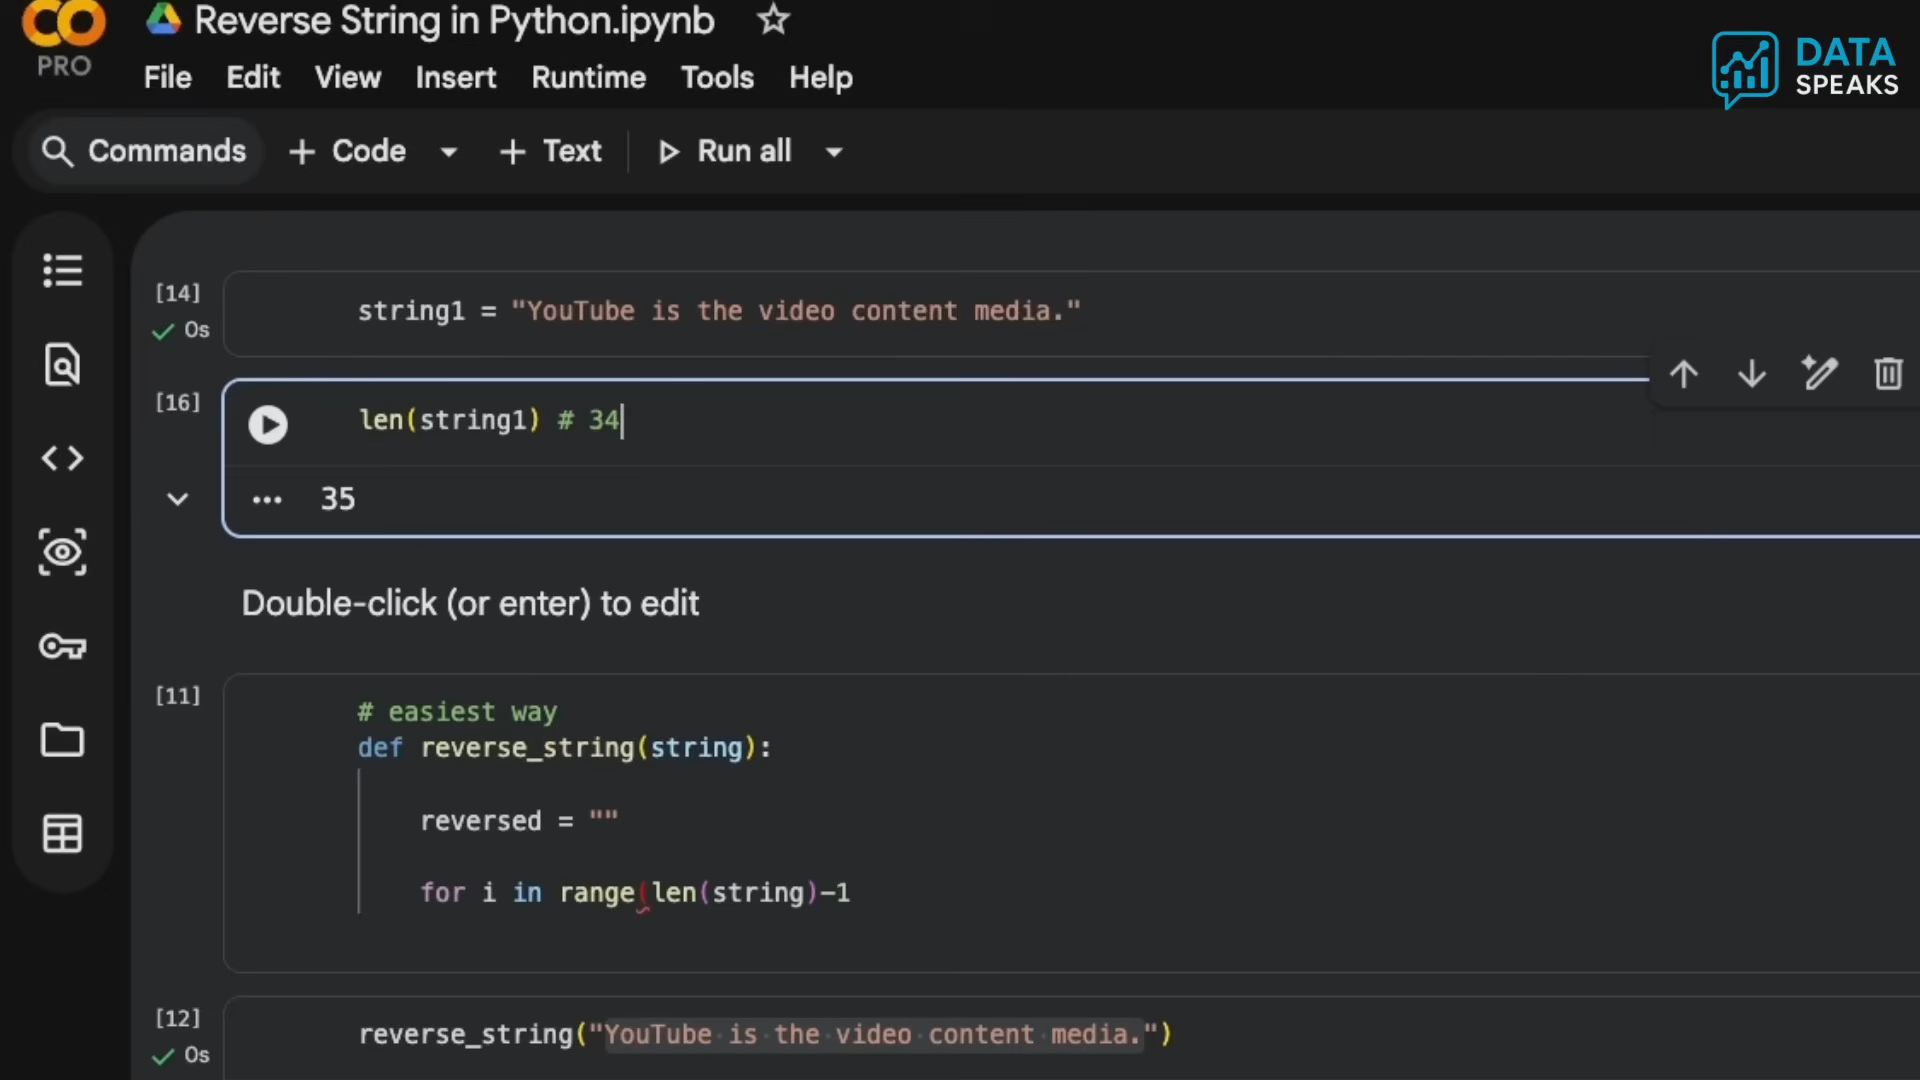 CO
PRO
Reverse String in Python.ipynb
File Edit View Insert Runtime Tools Help
DATA
SPEAKS
Commands + Code + Text Run all
[14]
0s
string1 = "YouTube is the video content media."
[16]
len(string1) # 34
... 35
Double-click (or enter) to edit
[11]
# easiest way
def reverse_string(string):
reversed = ""
for i in range(len(string)-1
[12]
0s
reverse_string("YouTube is the video content media.")